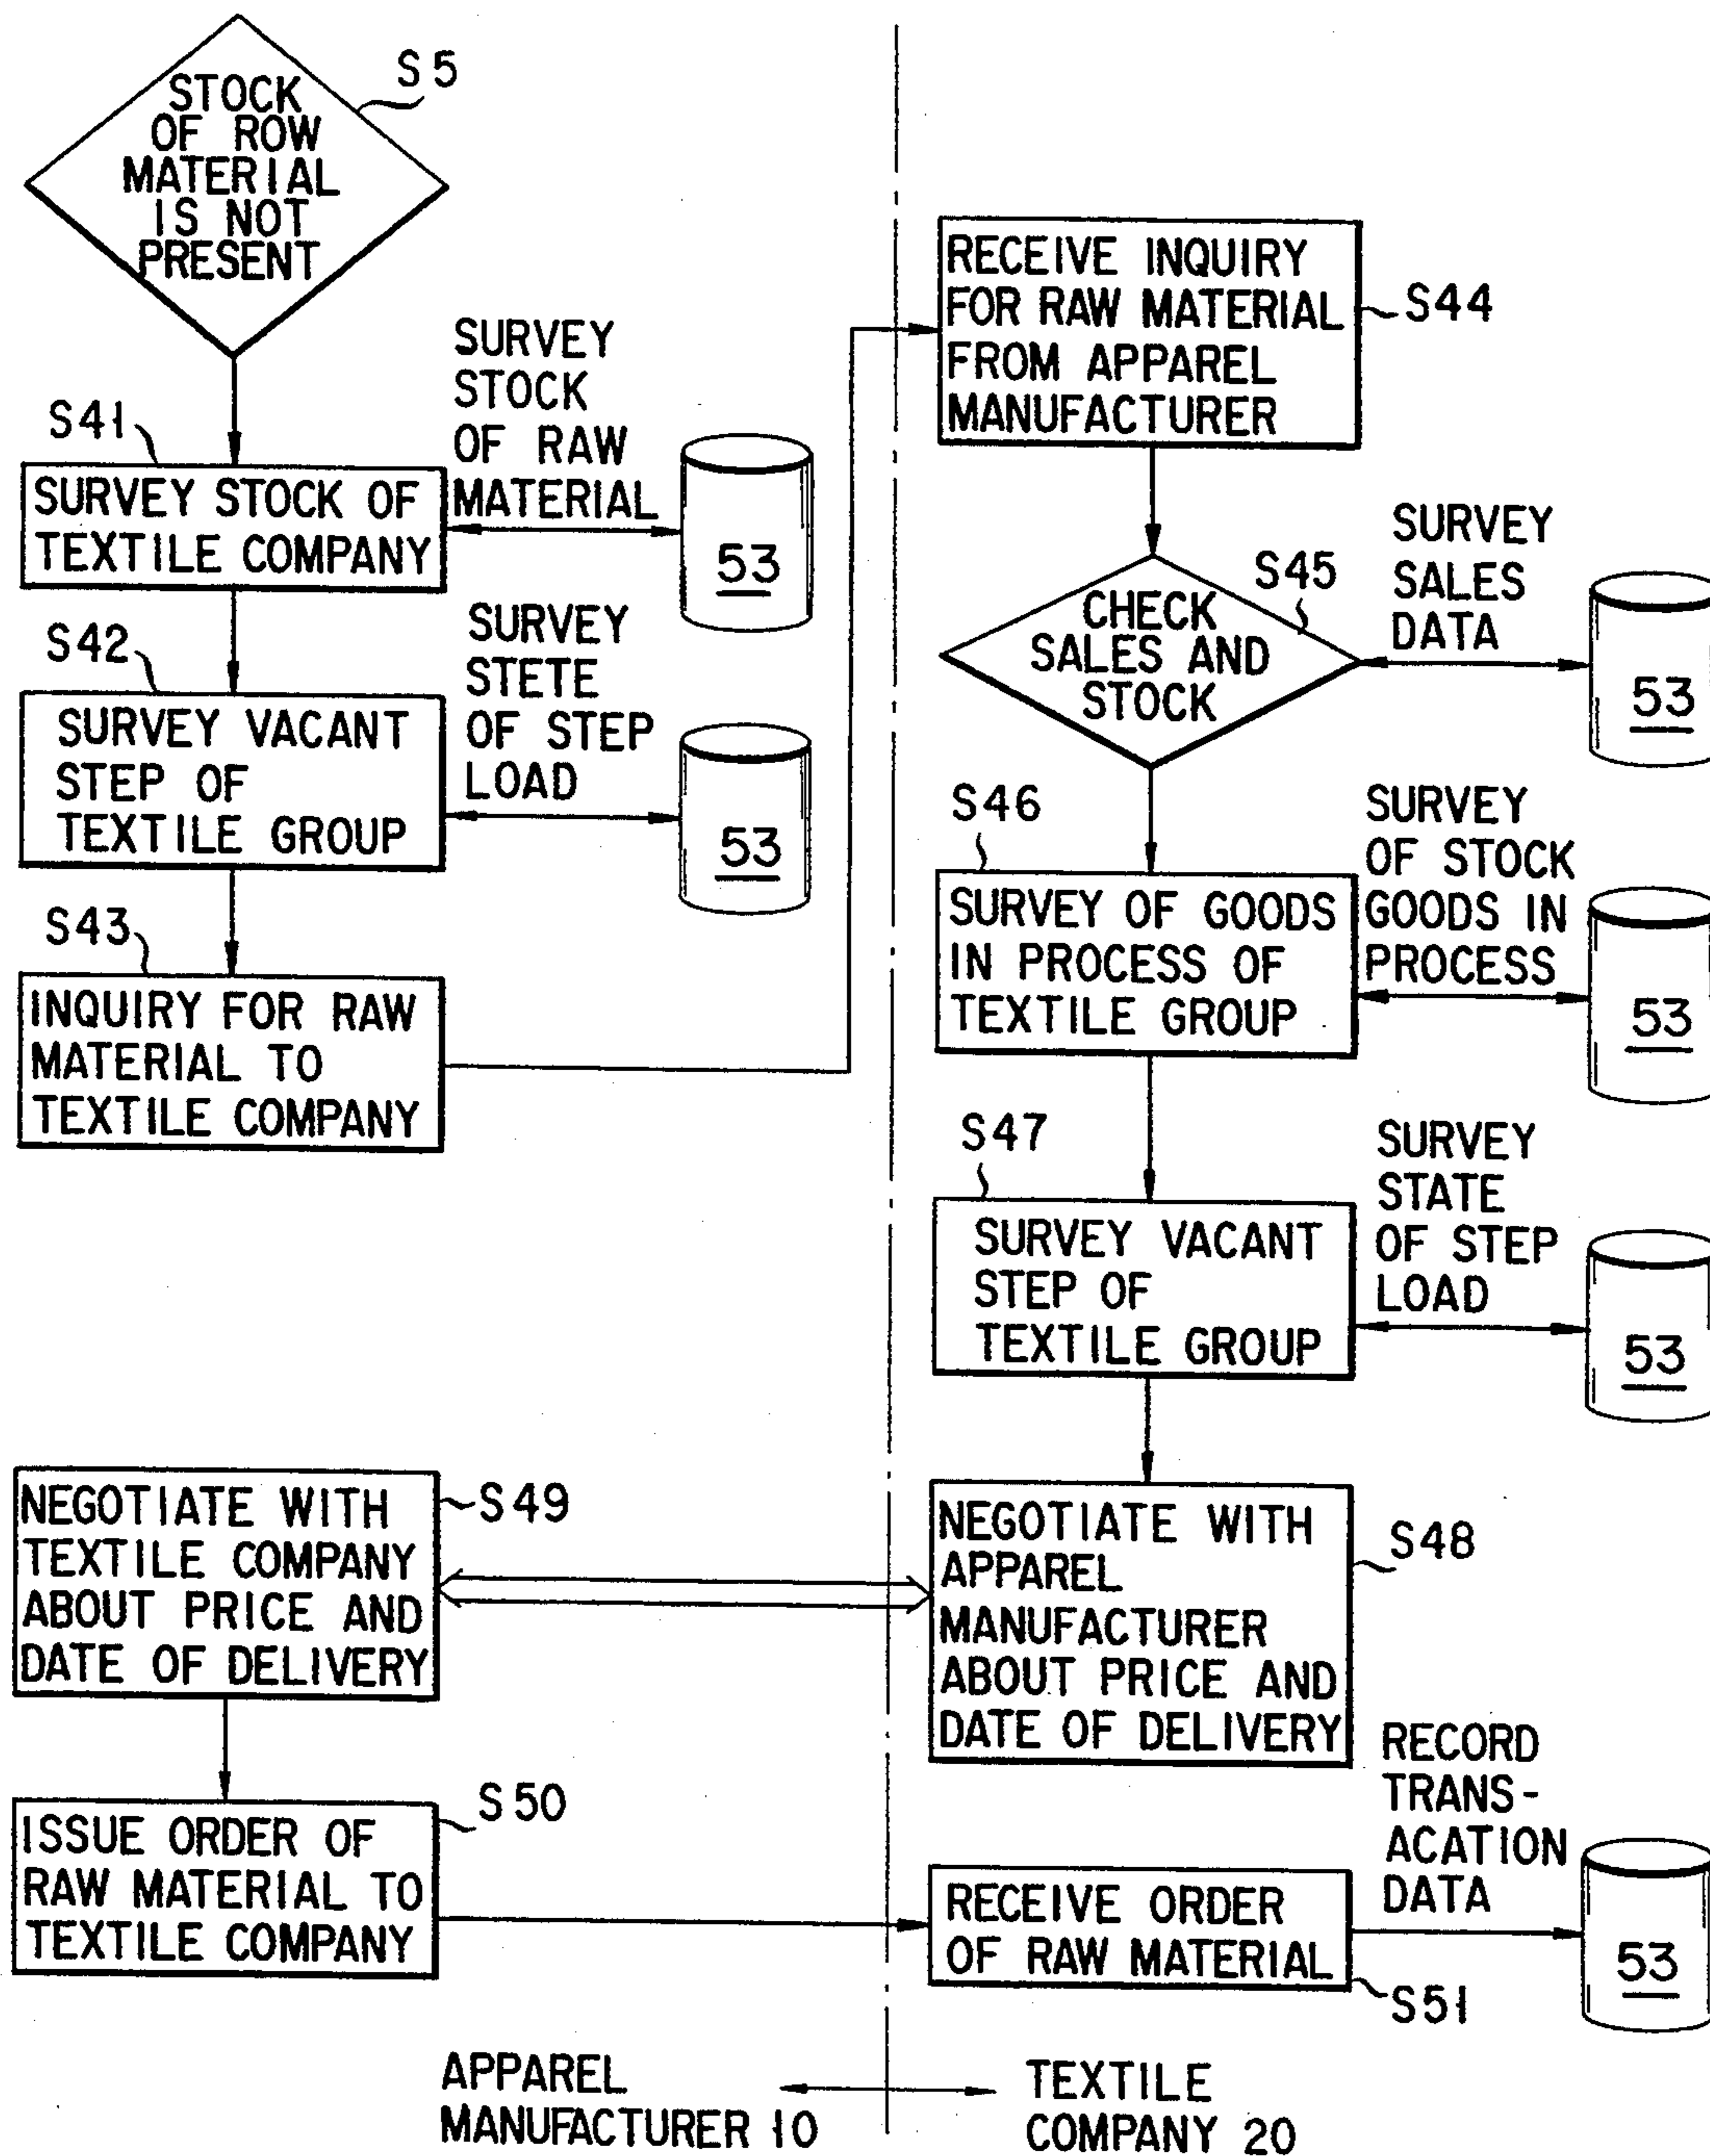 S5
STOCK
OF ROW
MATERIAL
IS NOT
PRESENT
S41
SURVEY STOCK OF
TEXTILE COMPANY
SURVEY
STOCK
OF RAW
MATERIAL
53
S42
SURVEY VACANT
STEP OF
TEXTILE GROUP
SURVEY
STETE
OF STEP
LOAD
53
S43
INQUIRY FOR RAW
MATERIAL TO
TEXTILE COMPANY
RECEIVE INQUIRY
FOR RAW MATERIAL
FROM APPAREL
MANUFACTURER
S44
CHECK
SALES AND
STOCK
S45
SURVEY
SALES
DATA
53
S46
SURVEY OF GOODS
IN PROCESS OF
TEXTILE GROUP
SURVEY
OF STOCK
GOODS IN
PROCESS
53
S47
SURVEY VACANT
STEP OF
TEXTILE GROUP
SURVEY
STATE
OF STEP
LOAD
53
NEGOTIATE WITH
TEXTILE COMPANY
ABOUT PRICE AND
DATE OF DELIVERY
S49
NEGOTIATE WITH
APPAREL
MANUFACTURER
ABOUT PRICE AND
DATE OF DELIVERY
S48
ISSUE ORDER OF
RAW MATERIAL TO
TEXTILE COMPANY
S50
RECEIVE ORDER
OF RAW MATERIAL
S51
RECORD
TRANS-
ACATION
DATA
53
APPAREL
MANUFACTURER 10
TEXTILE
COMPANY 20